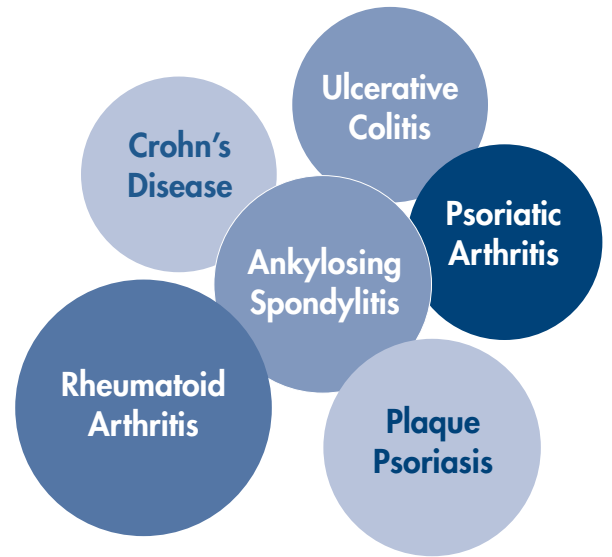 Ulcerative
Colitis
Crohn's
Disease
Psoriatic
Arthritis
Ankylosing
Spondylitis
Rheumatoid
Arthritis
Plaque
Psoriasis